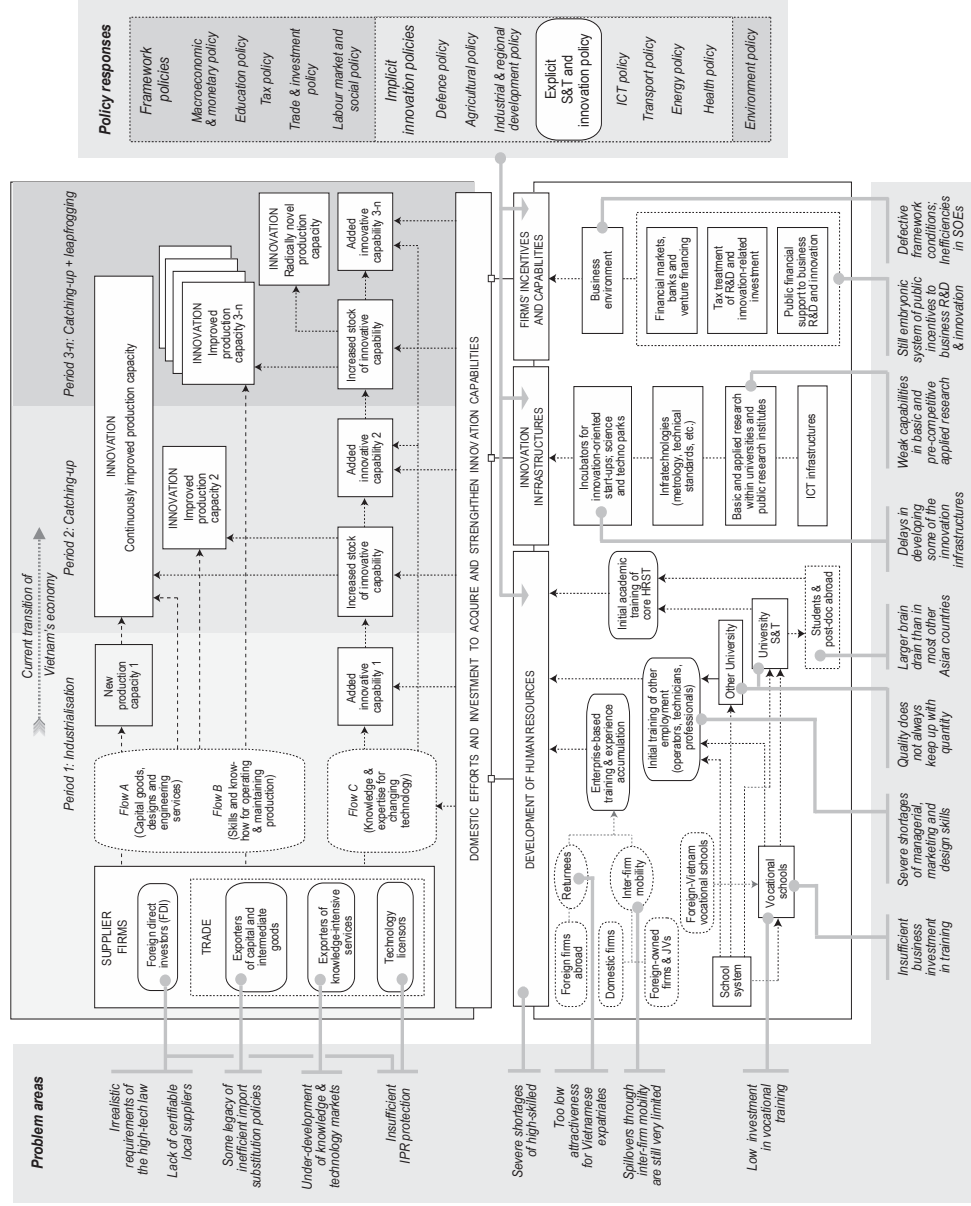 Problem areas
Irrealistic
requirements of
the high-tech law
Lack of certifiable
local suppliers
Some legacy of
inefficient import
substitution policies
Under-development
of knowledge &
technology markets
Insufficient
IPR protection
Severe shortages
of high-skilled
Too low
attractiveness
for Vietnamese
expatriates
Spillovers through
inter-firm mobility
are still very limited
Low investment
in vocational
training
Current transition of
Vietnam's economy
Period 1: Industrialisation
Period 2: Catching-up
Period 3-n: Catching-up + leapfrogging
SUPPLIER
FIRMS
Foreign direct
investors (FDI)
TRADE
Exporters
of capital and
intermediate
goods
Exporters of
knowledge-intensive
services
Technology
licensors
Flow A
(Capital goods,
designs and
engineering
services)
Flow B
(Skills and know-
how for operating
& maintaining
production)
Flow C
(Knowledge &
expertise for
changing
technology)
New
production
capacity 1
INNOVATION
Continuously improved production capacity
INNOVATION
Improved
production
capacity 2
INNOVATION
Improved
production
capacity 3-n
INNOVATION
Radically novel
production
capacity
Added
innovative
capability 1
Increased stock
of innovative
capability
Added
innovative
capability 2
Increased stock
of innovative
capability
Added
innovative
capability 3-n
DOMESTIC EFFORTS AND INVESTMENT TO ACQUIRE AND STRENGHTEN INNOVATION CAPABILITIES
DEVELOPMENT OF HUMAN RESOURCES
INNOVATION
INFRASTRUCTURES
FIRMS' INCENTIVES
AND CAPABILITIES
Foreign firms
abroad
Returnees
Domestic firms
Foreign-owned
firms & JVs
Inter-firm
mobility
Enterprise-based
training & experience
accumulation
Foreign-Vietnam
vocational schools
School
system
Vocational
schools
Initial training of other
employment
(operators, technicians,
professionals)
Other University
University
S&T
Initial academic
training of
core HRST
Students &
post-doc abroad
Incubators for
innovation-oriented
start-ups; science
and techno parks
Infratechnologies
(metrology, technical
standards, etc.)
Basic and applied research
within universities and
public research institutes
ICT infrastructures
Business
environment
Financial markets,
banks and
venture financing
Tax treatment
of R&D and
innovation-related
investment
Public financial
support to business
R&D and innovation
Insufficient
business
investment
in training
Severe shortages
of managerial,
marketing and
design skills
Quality does
not always
keep up with
quantity
Larger brain
drain than in
most other
Asian countries
Delays in
developing
some of the
innovation
infrastructures
Weak capabilities
in basic and
pre-competitive
applied research
Still embryonic
system of public
incentives to
business R&D
& innovation
Defective
framework
conditions;
Inefficiencies
in SOEs
Policy responses
Framework
policies
Macroeconomic
& monetary policy
Education policy
Tax policy
Trade & investment
policy
Labour market and
social policy
Implicit
innovation policies
Defence policy
Agricultural policy
Industrial & regional
development policy
Explicit
S&T and
innovation policy
ICT policy
Transport policy
Energy policy
Health policy
Environment policy